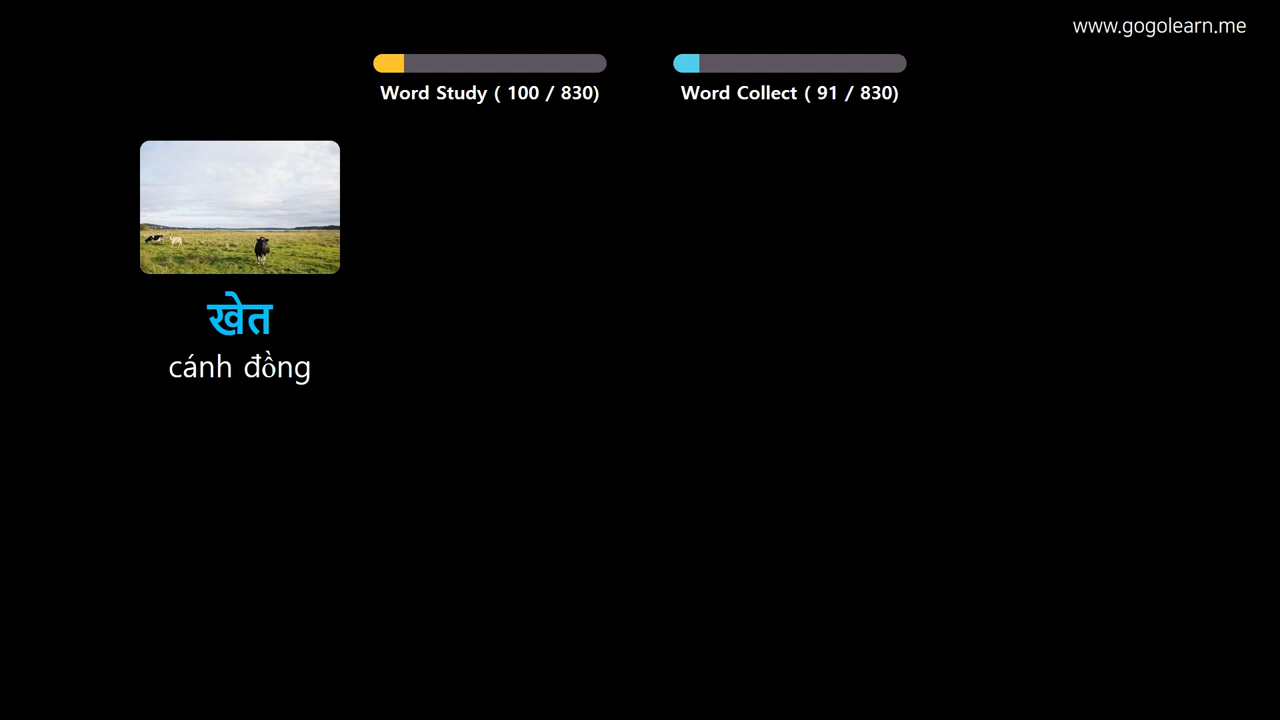 www.gogolearn.me
Word Study ( 100 / 830)
Word Collect ( 91 / 830)
खेत
cánh đồng